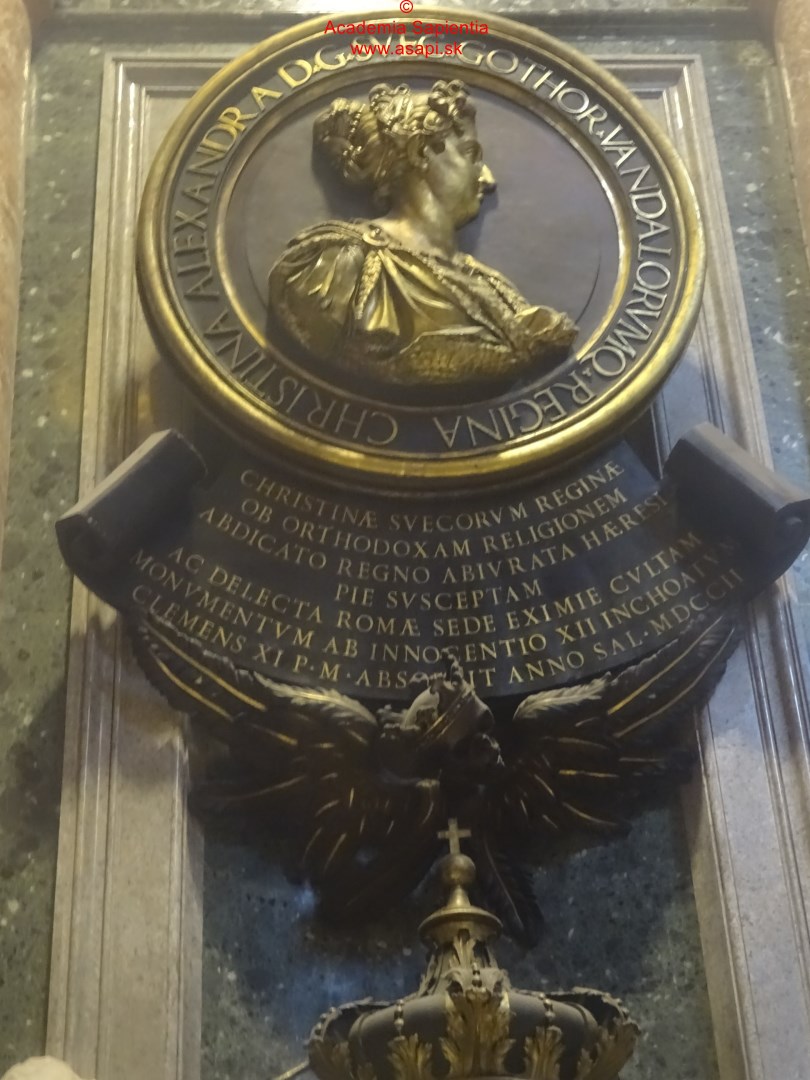 ©
Academia Sapientia
www.asapi.sk
CHRISTINA ALEXANDRA D.G. SVEC. GOTHOR. VANDALORVMQ. REGINA
CHRISTINÆ SVECORVM REGINÆ
OB ORTHODOXAM RELIGIONEM
ABDICATO REGNO ABIVRATA HÆRESI
PIE SVSCEPTAM
AC DELECTA ROMÆ SEDE EXIMIE CVLTAM
MONVMENTVM AB INNOCENTIO XII INCHOATVM
CLEMENS XI P·M·ABSOLVIT ANNO SAL·MDCCII